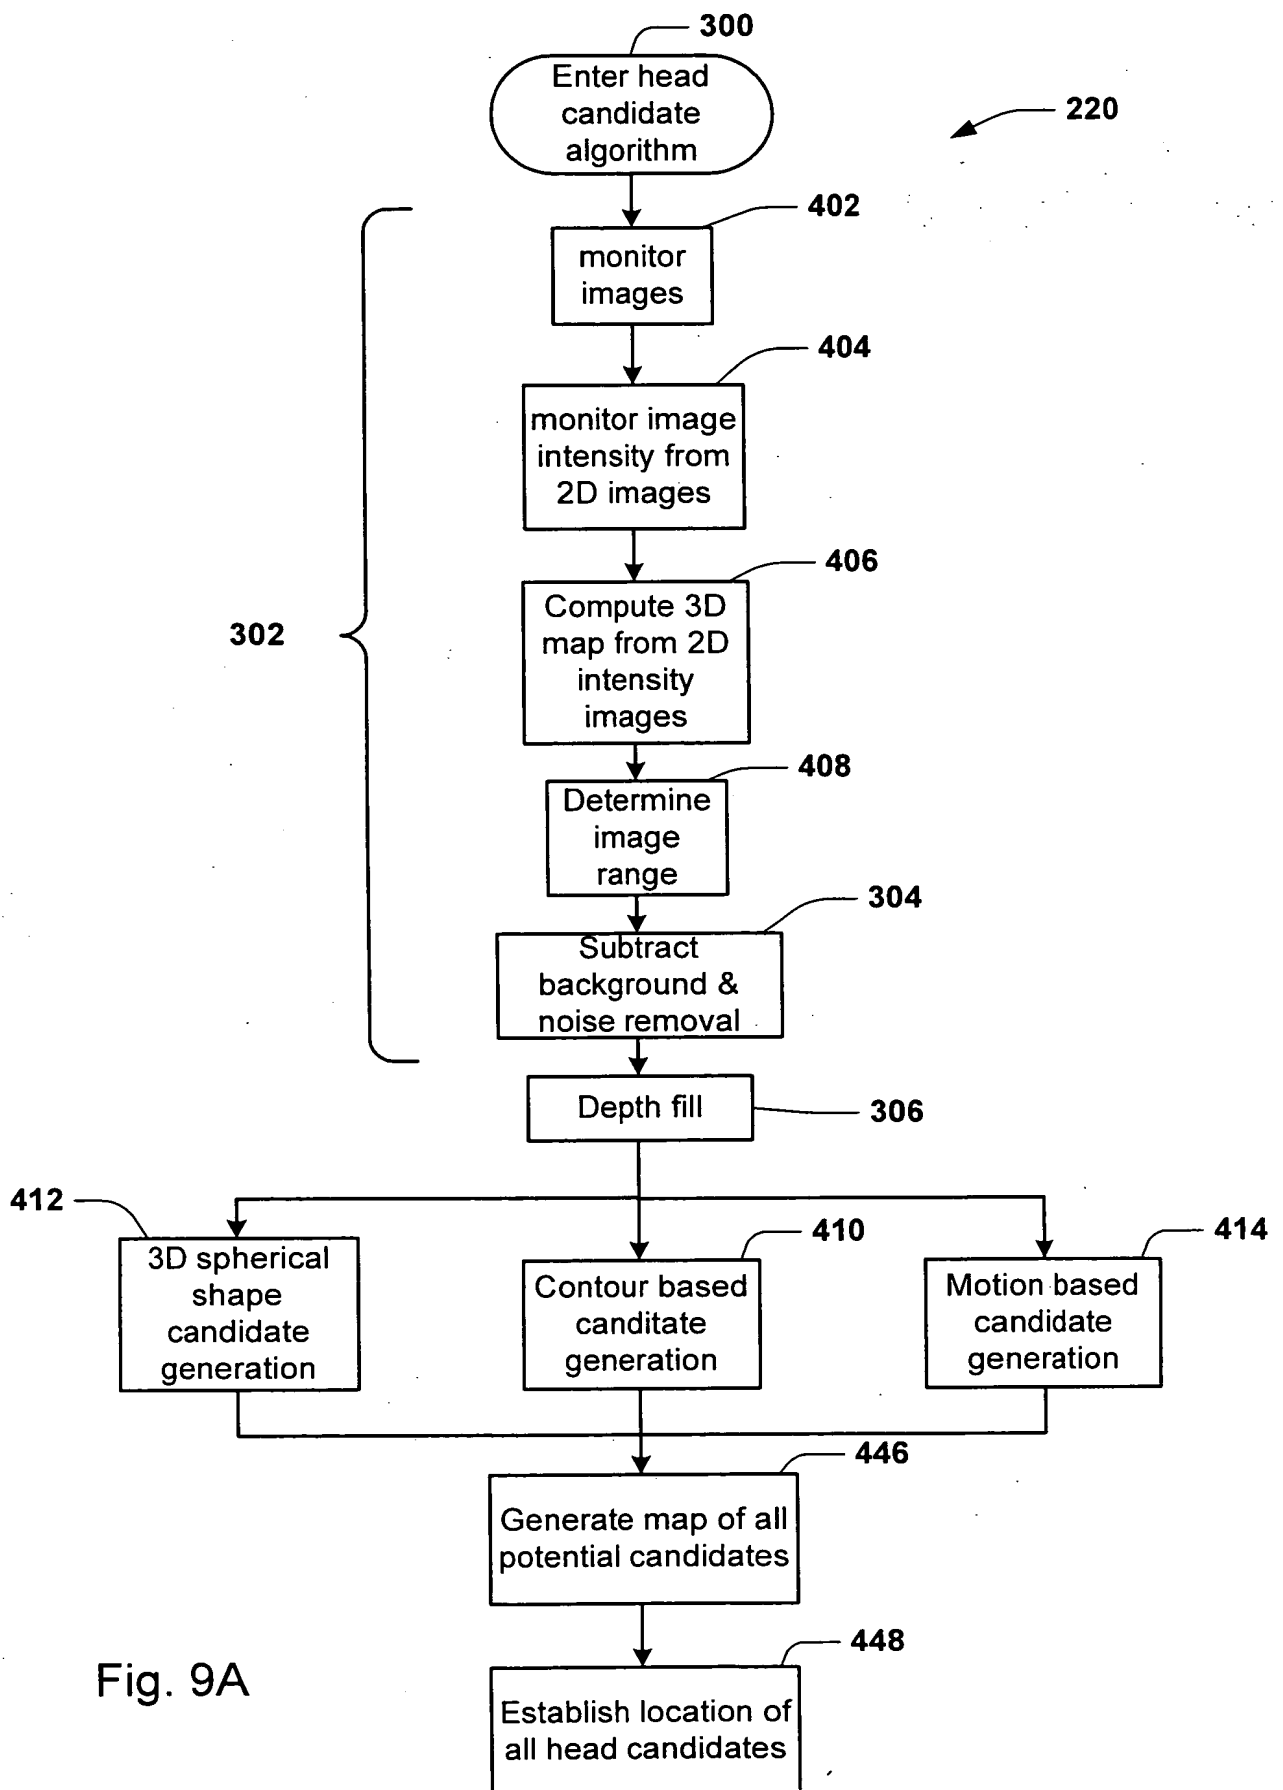 300
Enter head
candidate
algorithm
220
402
monitor
images
404
monitor image
intensity from
2D images
406
Compute 3D
map from 2D
intensity
images
302
408
Determine
image
range
304
Subtract
background &
noise removal
Depth fill
306
412
3D spherical
shape
candidate
generation
410
Contour based
canditate
generation
414
Motion based
candidate
generation
446
Generate map of all
potential candidates
448
Establish location of
all head candidates
Fig. 9A